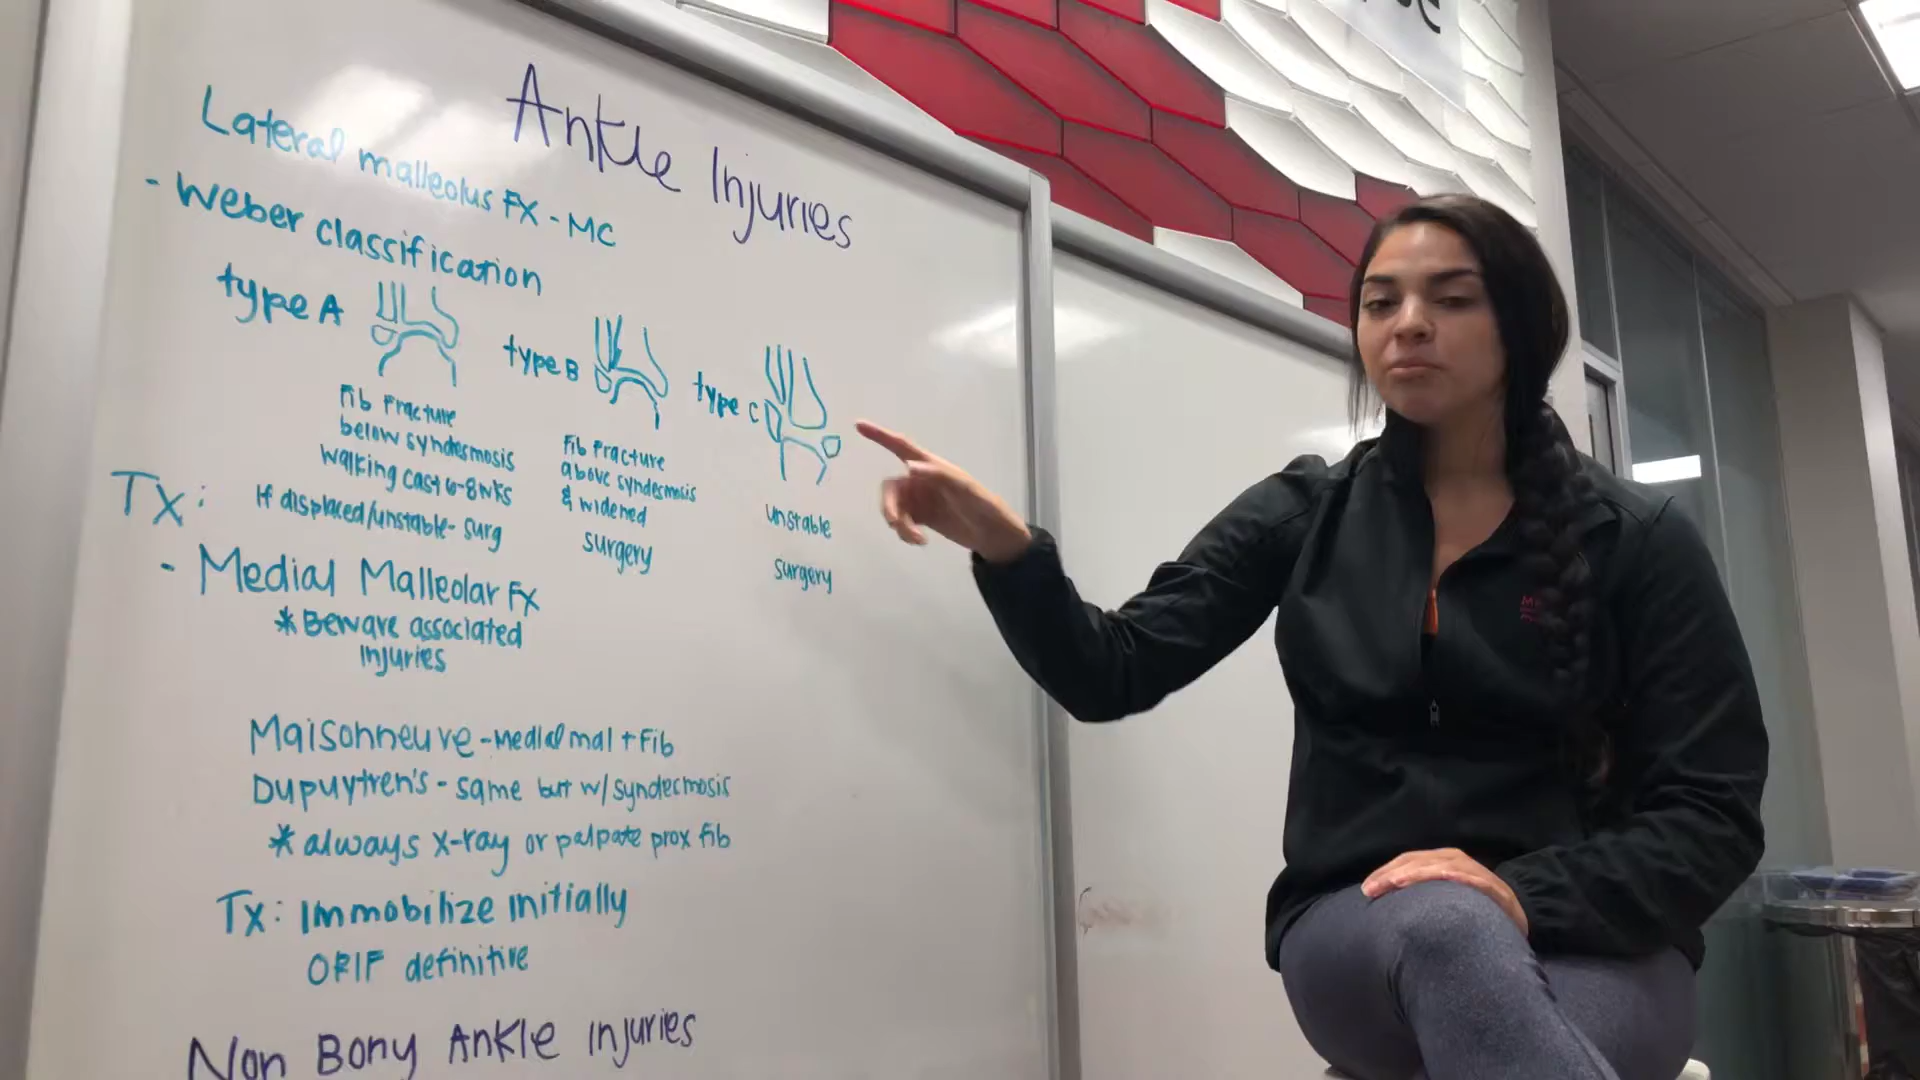 Ankle Injuries
Lateral malleolus FX - MC
- Weber classification
type A
type B
type C
Fib Fracture
below syndesmosis
walking cast 6-8wks
If displaced/unstable- surg
Fib Fracture
above syndesmosis
& widened
surgery
unstable
surgery
Tx:
- Medial Malleolar FX
* Beware associated
injuries
Maisonneuve - Medial mal + Fib
Dupuytren's - same but w/ syndesmosis
* always x-ray or palpate prox fib
Tx: Immobilize initially
ORIF definitive
Non Bony Ankle Injuries